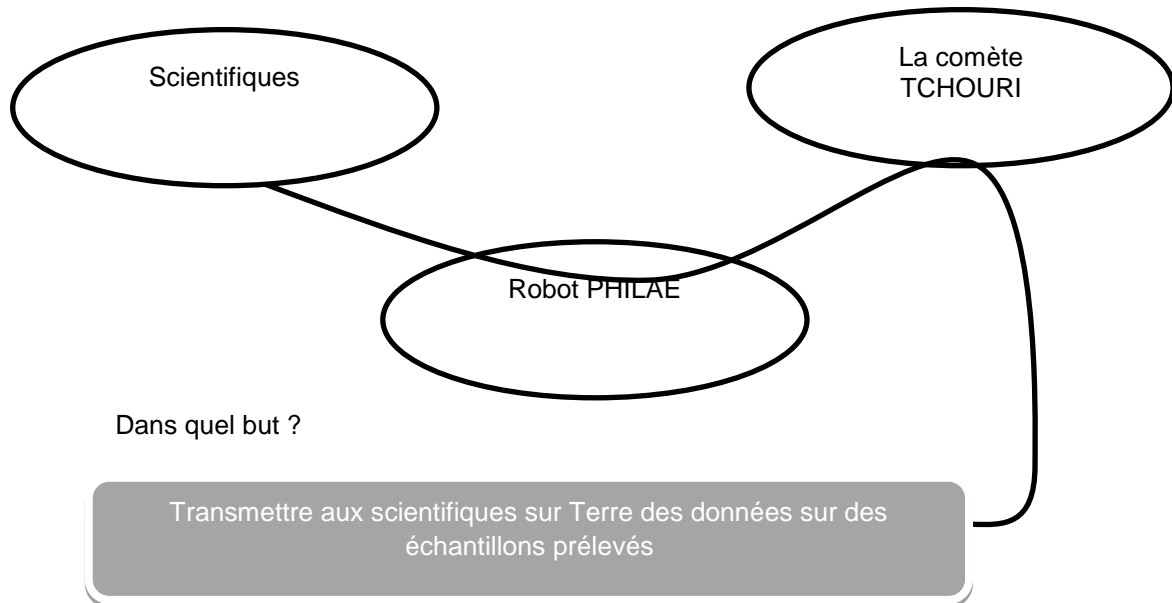 Scientifiques
La comète
TCHOURI
Robot PHILAE
Dans quel but ?
Transmettre aux scientifiques sur Terre des données sur des
échantillons prélevés